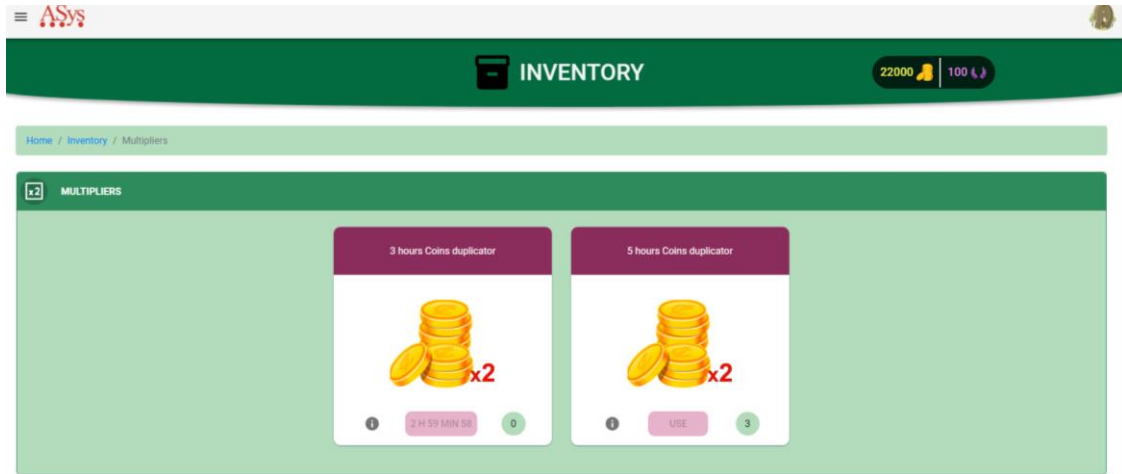 ASys
INVENTORY
22000 100
Home / Inventory / Multipliers
x2 MULTIPLIERS
3 hours Coins duplicator
5 hours Coins duplicator
x2
x2
2 H 59 MIN 58
0
USE
3